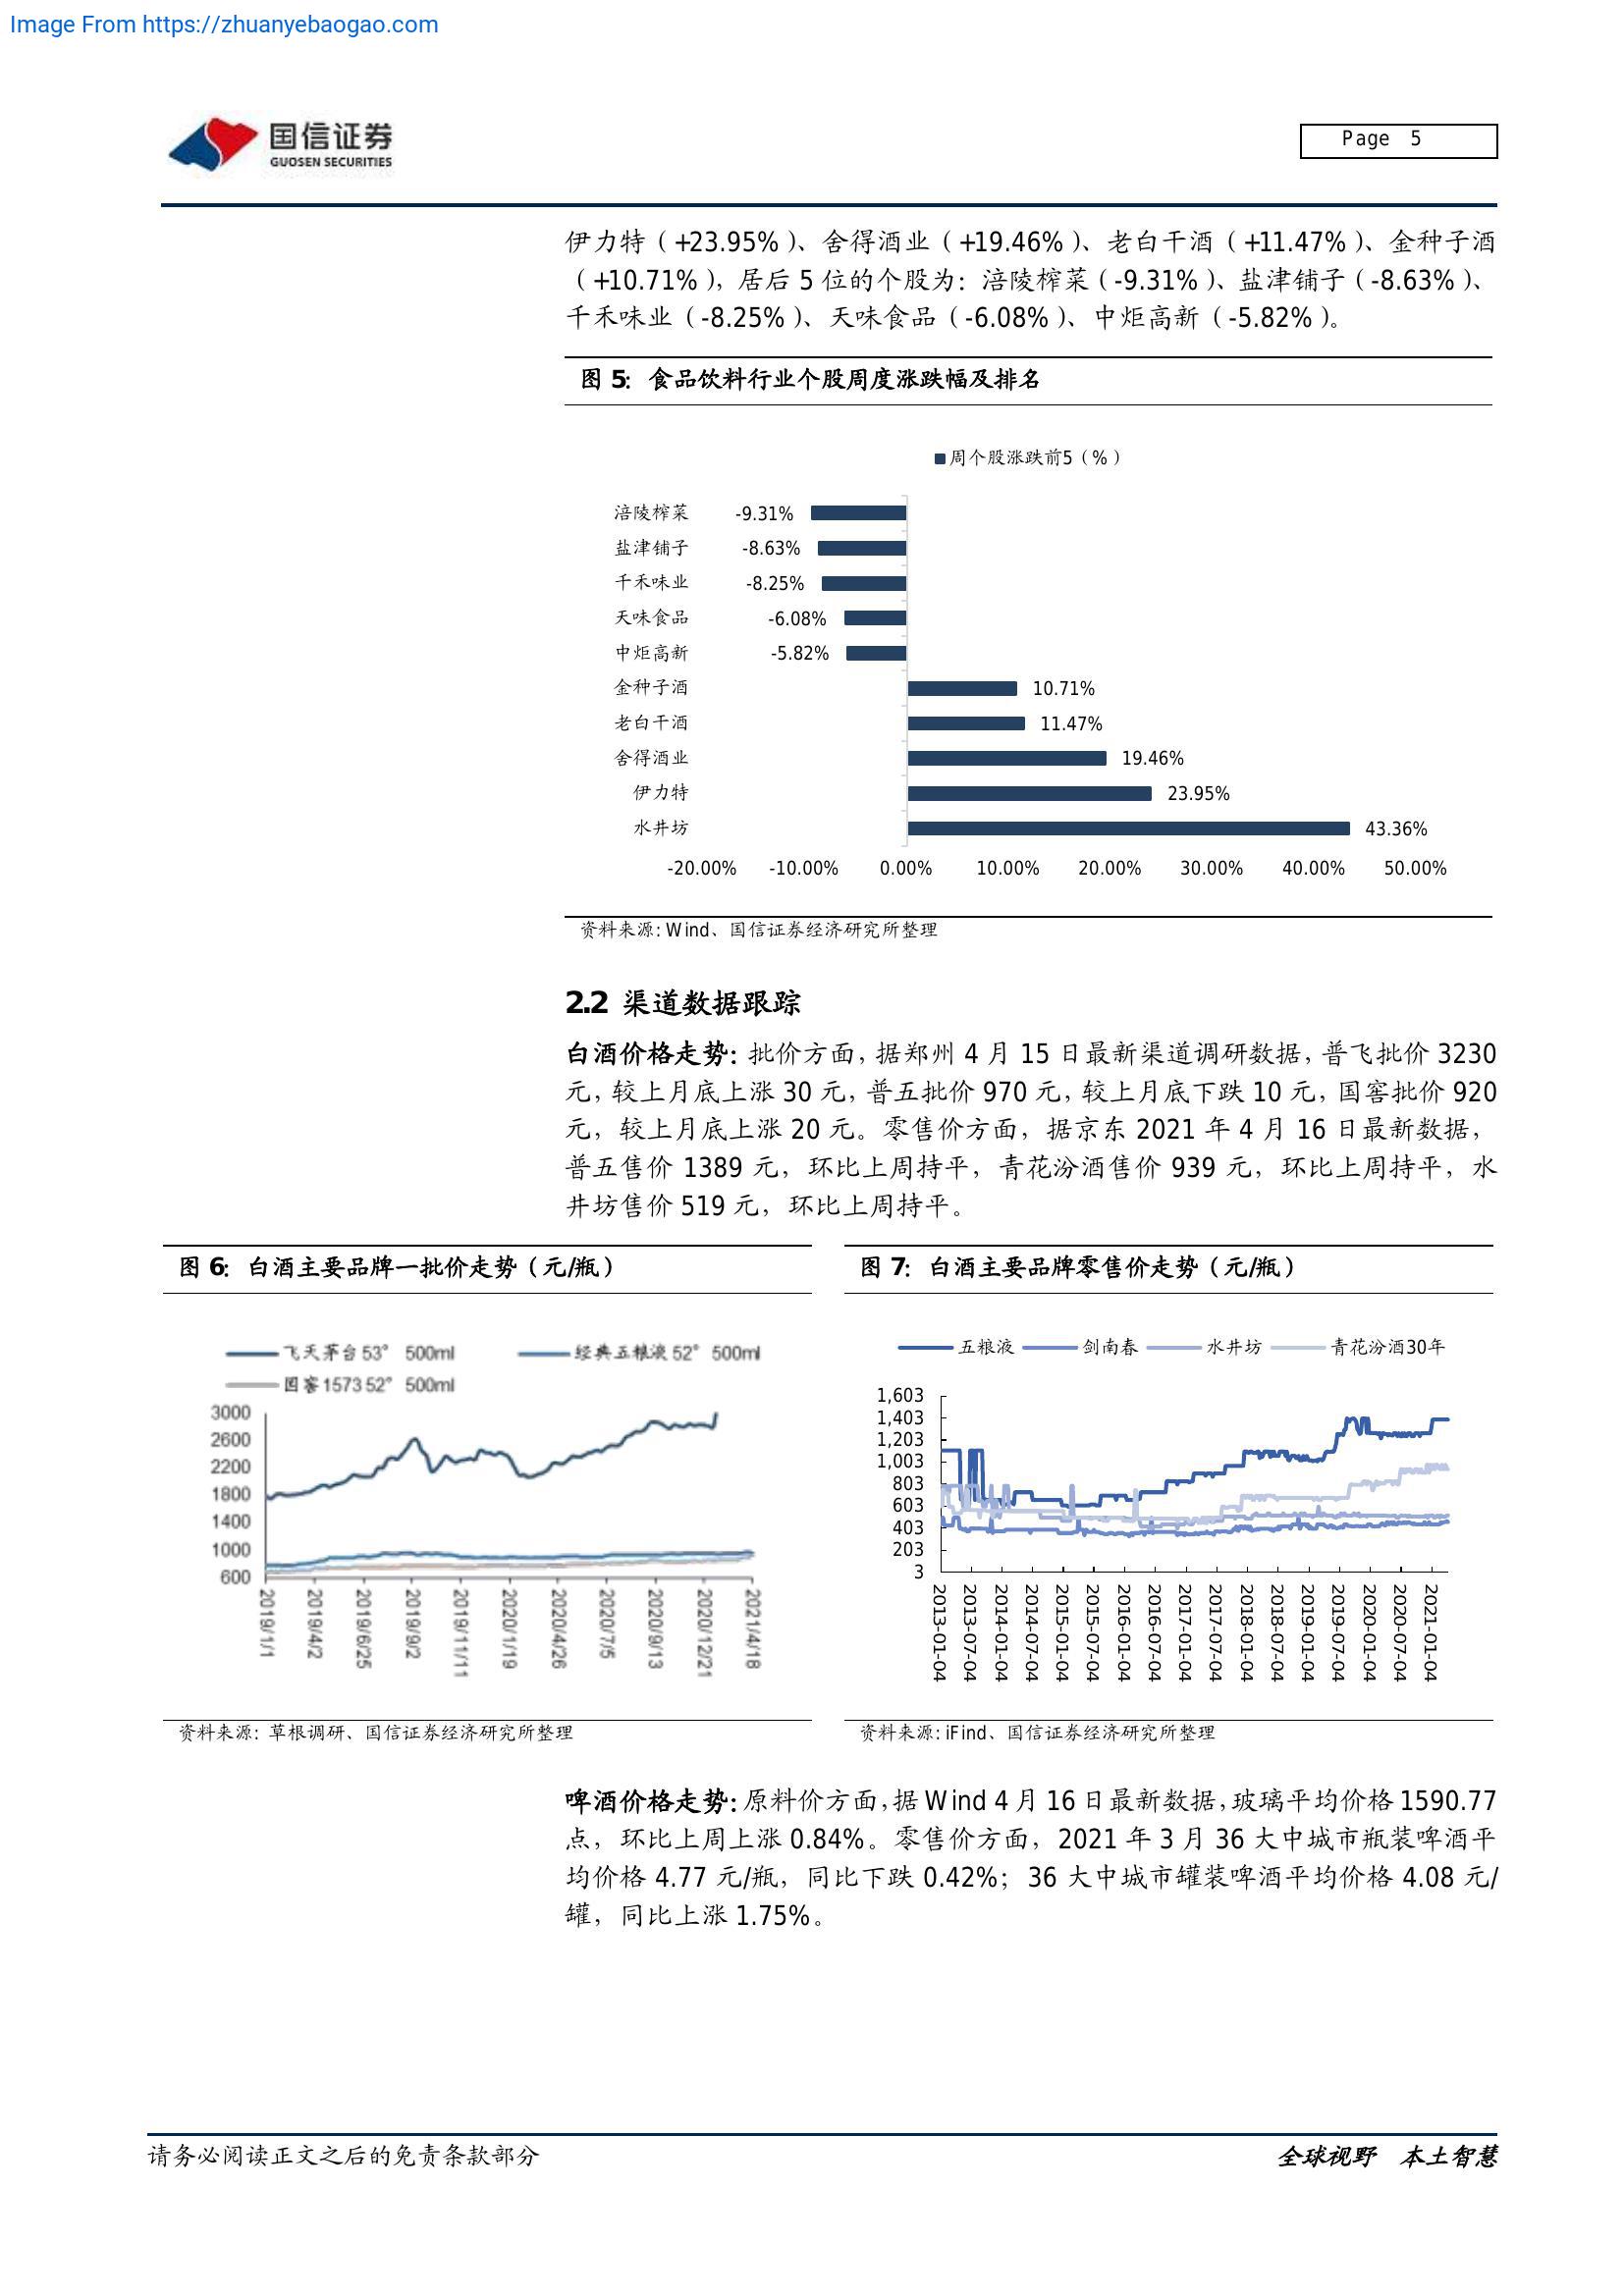 Image From https://zhuanyebaogao.com
国信证券
GUOSEN SECURITIES
Page 5
伊力特（+23.95%）、舍得酒业（+19.46%）、老白干酒（+11.47%）、金种子酒
（+10.71%），居后 5 位的个股为：涪陵榨菜（-9.31%）、盐津铺子（-8.63%）、
千禾味业（-8.25%）、天味食品（-6.08%）、中炬高新（-5.82%）。
图 5：食品饮料行业个股周度涨跌幅及排名
周个股涨跌前5（%）
涪陵榨菜 -9.31%
盐津铺子 -8.63%
千禾味业 -8.25%
天味食品 -6.08%
中炬高新 -5.82%
金种子酒 10.71%
老白干酒 11.47%
舍得酒业 19.46%
伊力特 23.95%
水井坊 43.36%
-20.00% -10.00% 0.00% 10.00% 20.00% 30.00% 40.00% 50.00%
资料来源：Wind、国信证券经济研究所整理
2.2 渠道数据跟踪
白酒价格走势：批价方面，据郑州 4 月 15 日最新渠道调研数据，普飞批价 3230
元，较上月底上涨 30 元，普五批价 970 元，较上月底下跌 10 元，国窖批价 920
元，较上月底上涨 20 元。零售价方面，据京东 2021 年 4 月 16 日最新数据，
普五售价 1389 元，环比上周持平，青花汾酒售价 939 元，环比上周持平，水
井坊售价 519 元，环比上周持平。
图 6：白酒主要品牌一批价走势（元/瓶）
飞天茅台 53° 500ml 经典五粮液 52° 500ml
国窖1573 52° 500ml
3000
2600
2200
1800
1400
1000
600
2019/1/1 2019/4/2 2019/6/25 2019/9/2 2019/11/11 2020/1/19 2020/4/26 2020/7/5 2020/9/13 2020/12/21 2021/4/18
资料来源：草根调研、国信证券经济研究所整理
图 7：白酒主要品牌零售价走势（元/瓶）
五粮液 剑南春 水井坊 青花汾酒30年
1,603
1,403
1,203
1,003
803
603
403
203
3
2013-01-04 2013-07-04 2014-01-04 2014-07-04 2015-01-04 2015-07-04 2016-01-04 2016-07-04 2017-01-04 2017-07-04 2018-01-04 2018-07-04 2019-01-04 2019-07-04 2020-01-04 2020-07-04 2021-01-04
资料来源：iFind、国信证券经济研究所整理
啤酒价格走势：原料价方面，据 Wind 4 月 16 日最新数据，玻璃平均价格 1590.77
点，环比上周上涨 0.84%。零售价方面，2021 年 3 月 36 大中城市瓶装啤酒平
均价格 4.77 元/瓶，同比下跌 0.42%；36 大中城市罐装啤酒平均价格 4.08 元/
罐，同比上涨 1.75%。
请务必阅读正文之后的免责条款部分
全球视野 本土智慧